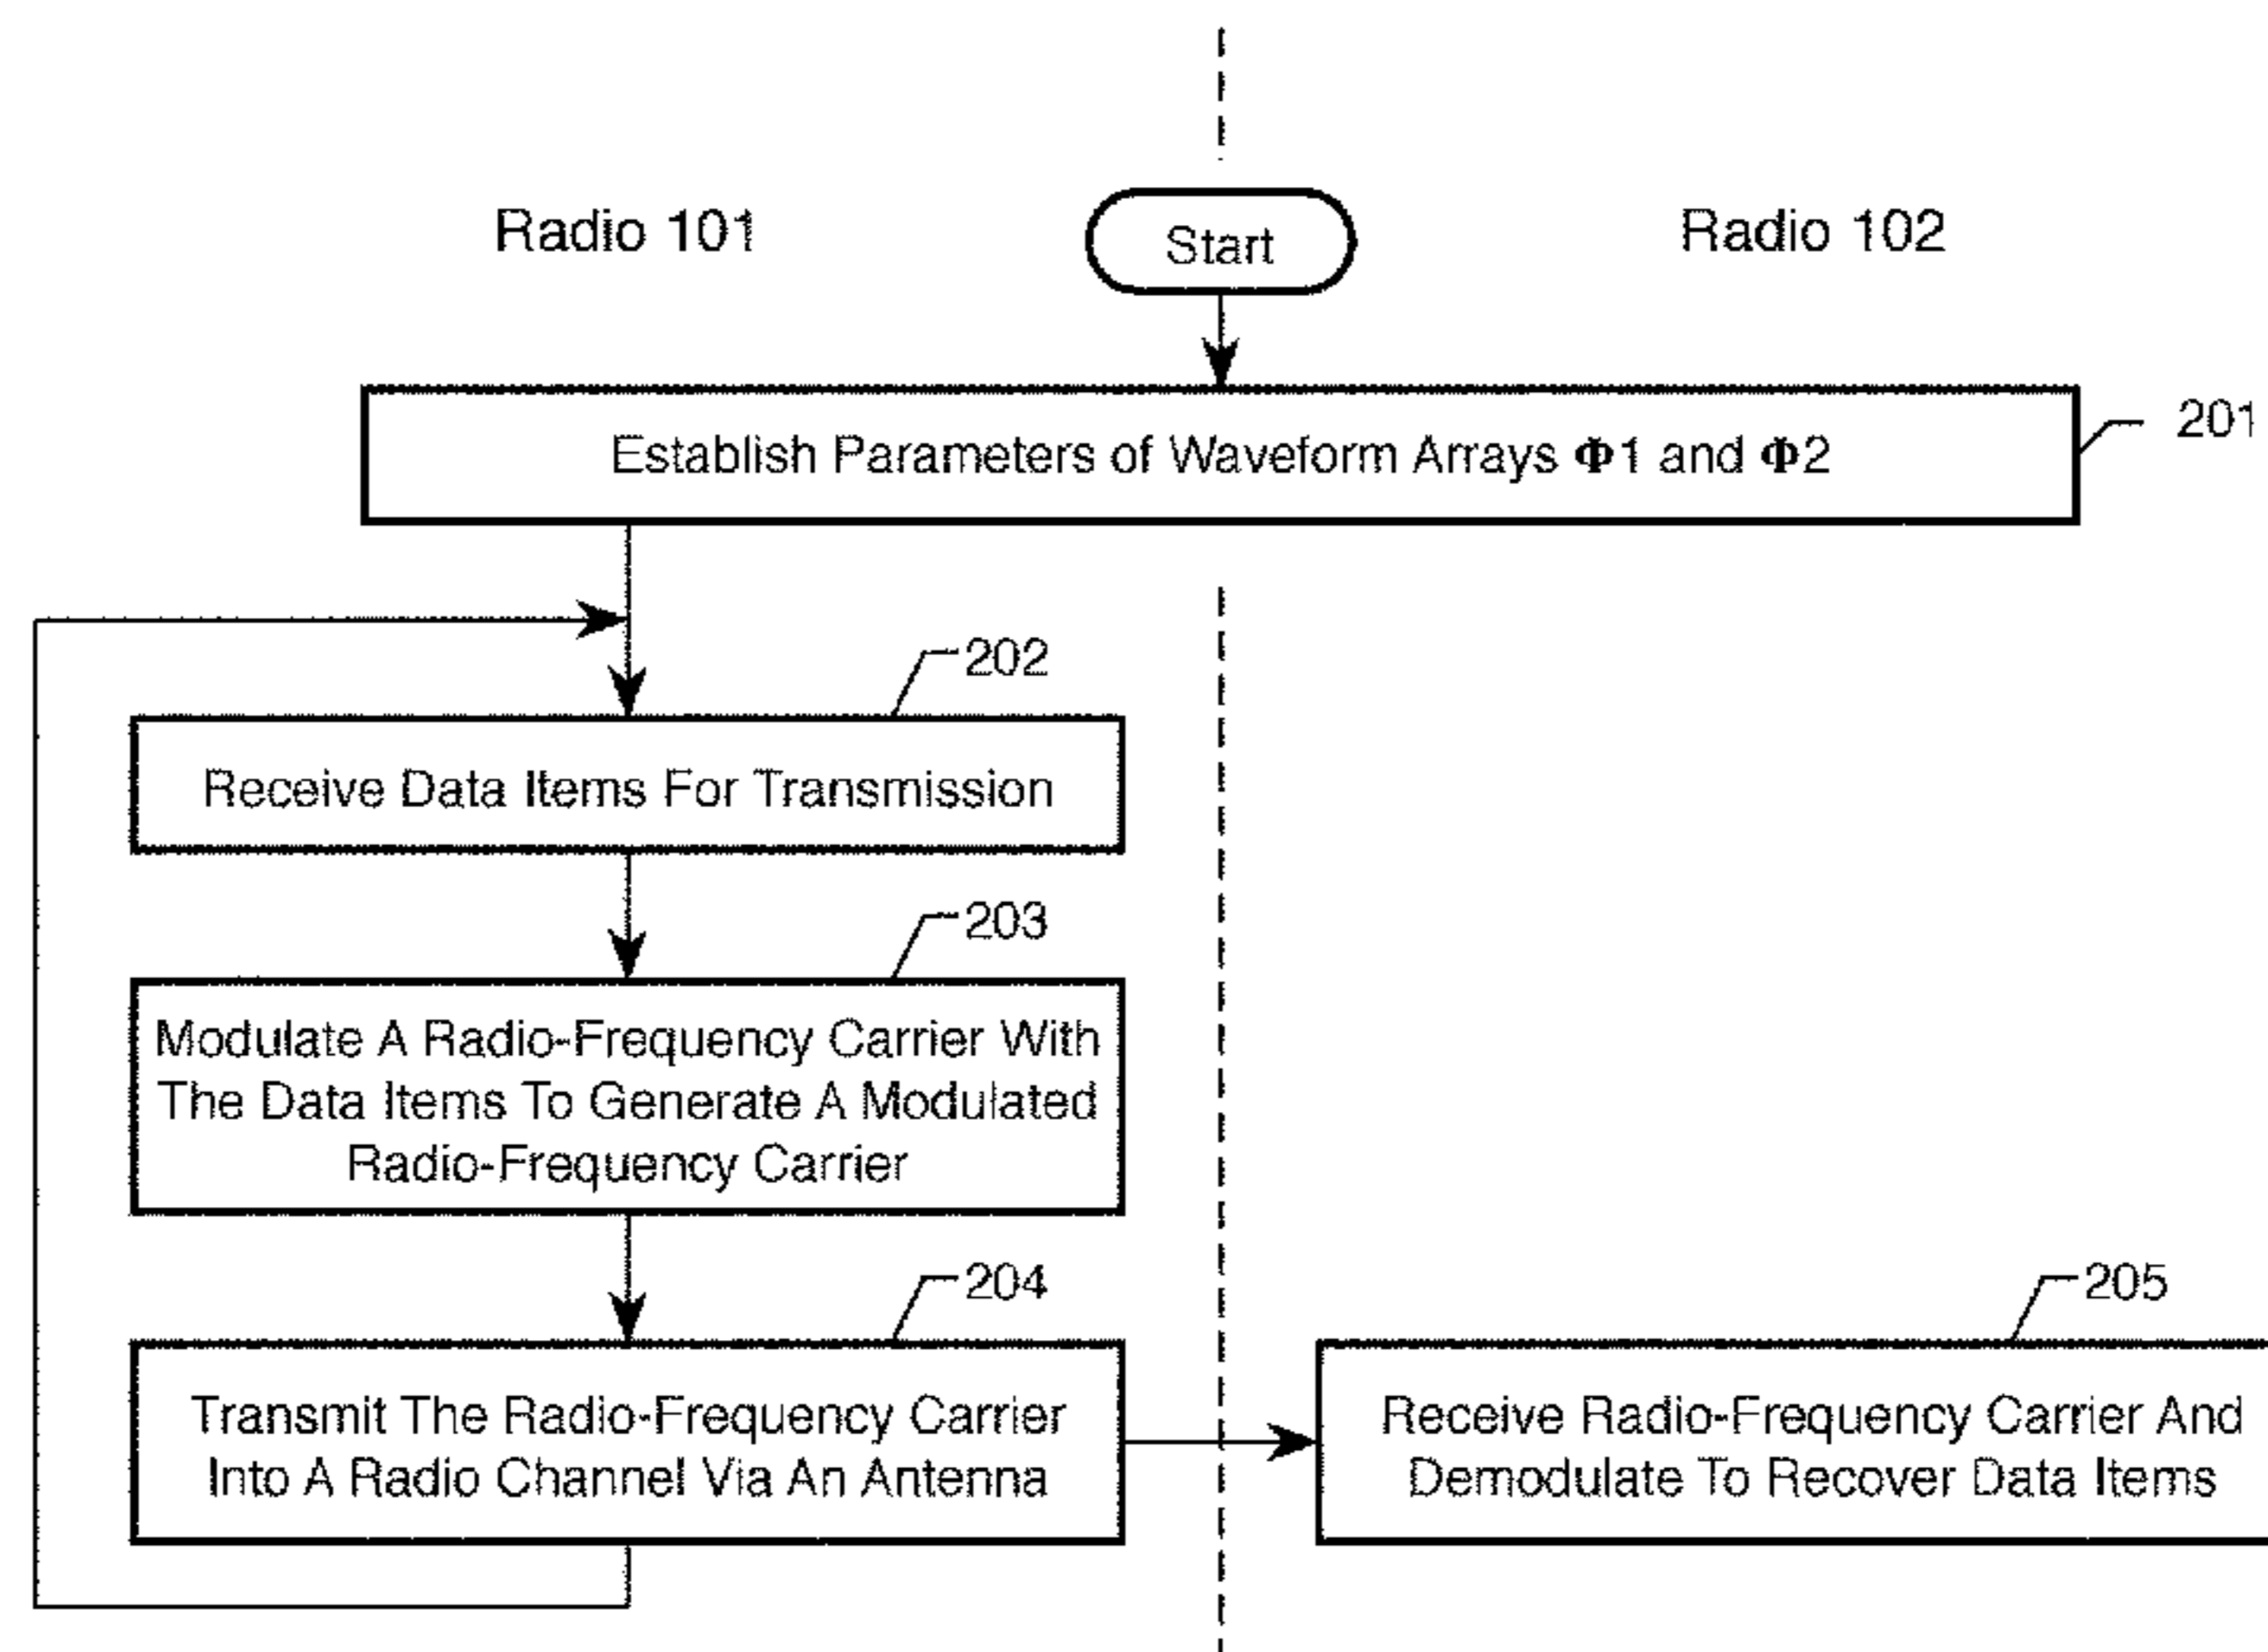 Radio 101
Start
Radio 102
Establish Parameters of Waveform Arrays Φ1 and Φ2
201
202
Receive Data Items For Transmission
203
Modulate A Radio-Frequency Carrier With
The Data Items To Generate A Modulated
Radio-Frequency Carrier
204
Transmit The Radio-Frequency Carrier
Into A Radio Channel Via An Antenna
205
Receive Radio-Frequency Carrier And
Demodulate To Recover Data Items